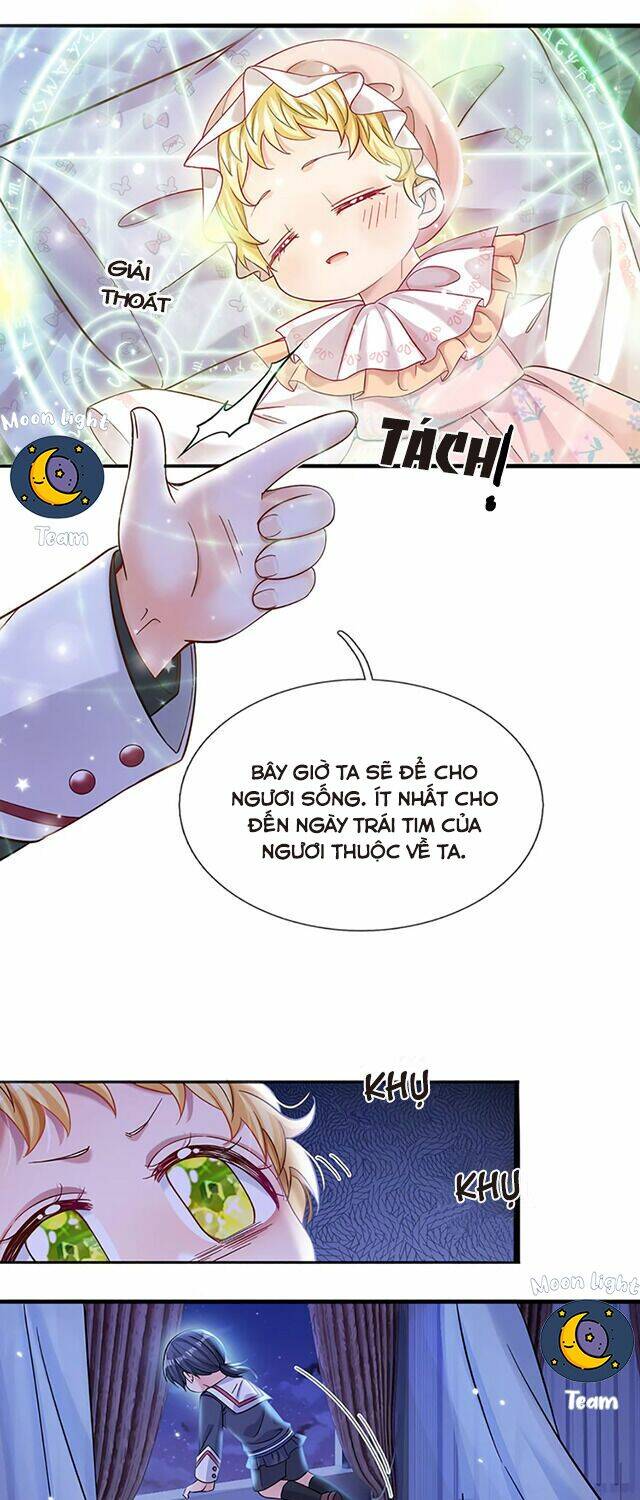 GIẢI
THOÁT
Moon light
Team
TÁCH
BÂY GIỜ TA SẼ ĐỂ CHO
NGƯƠI SỐNG. ÍT NHẤT CHO
ĐẾN NGÀY TRÁI TIM CỦA
NGƯƠI THUỘC VỀ TA.
KHỤ
KHỤ
Moon light
Team